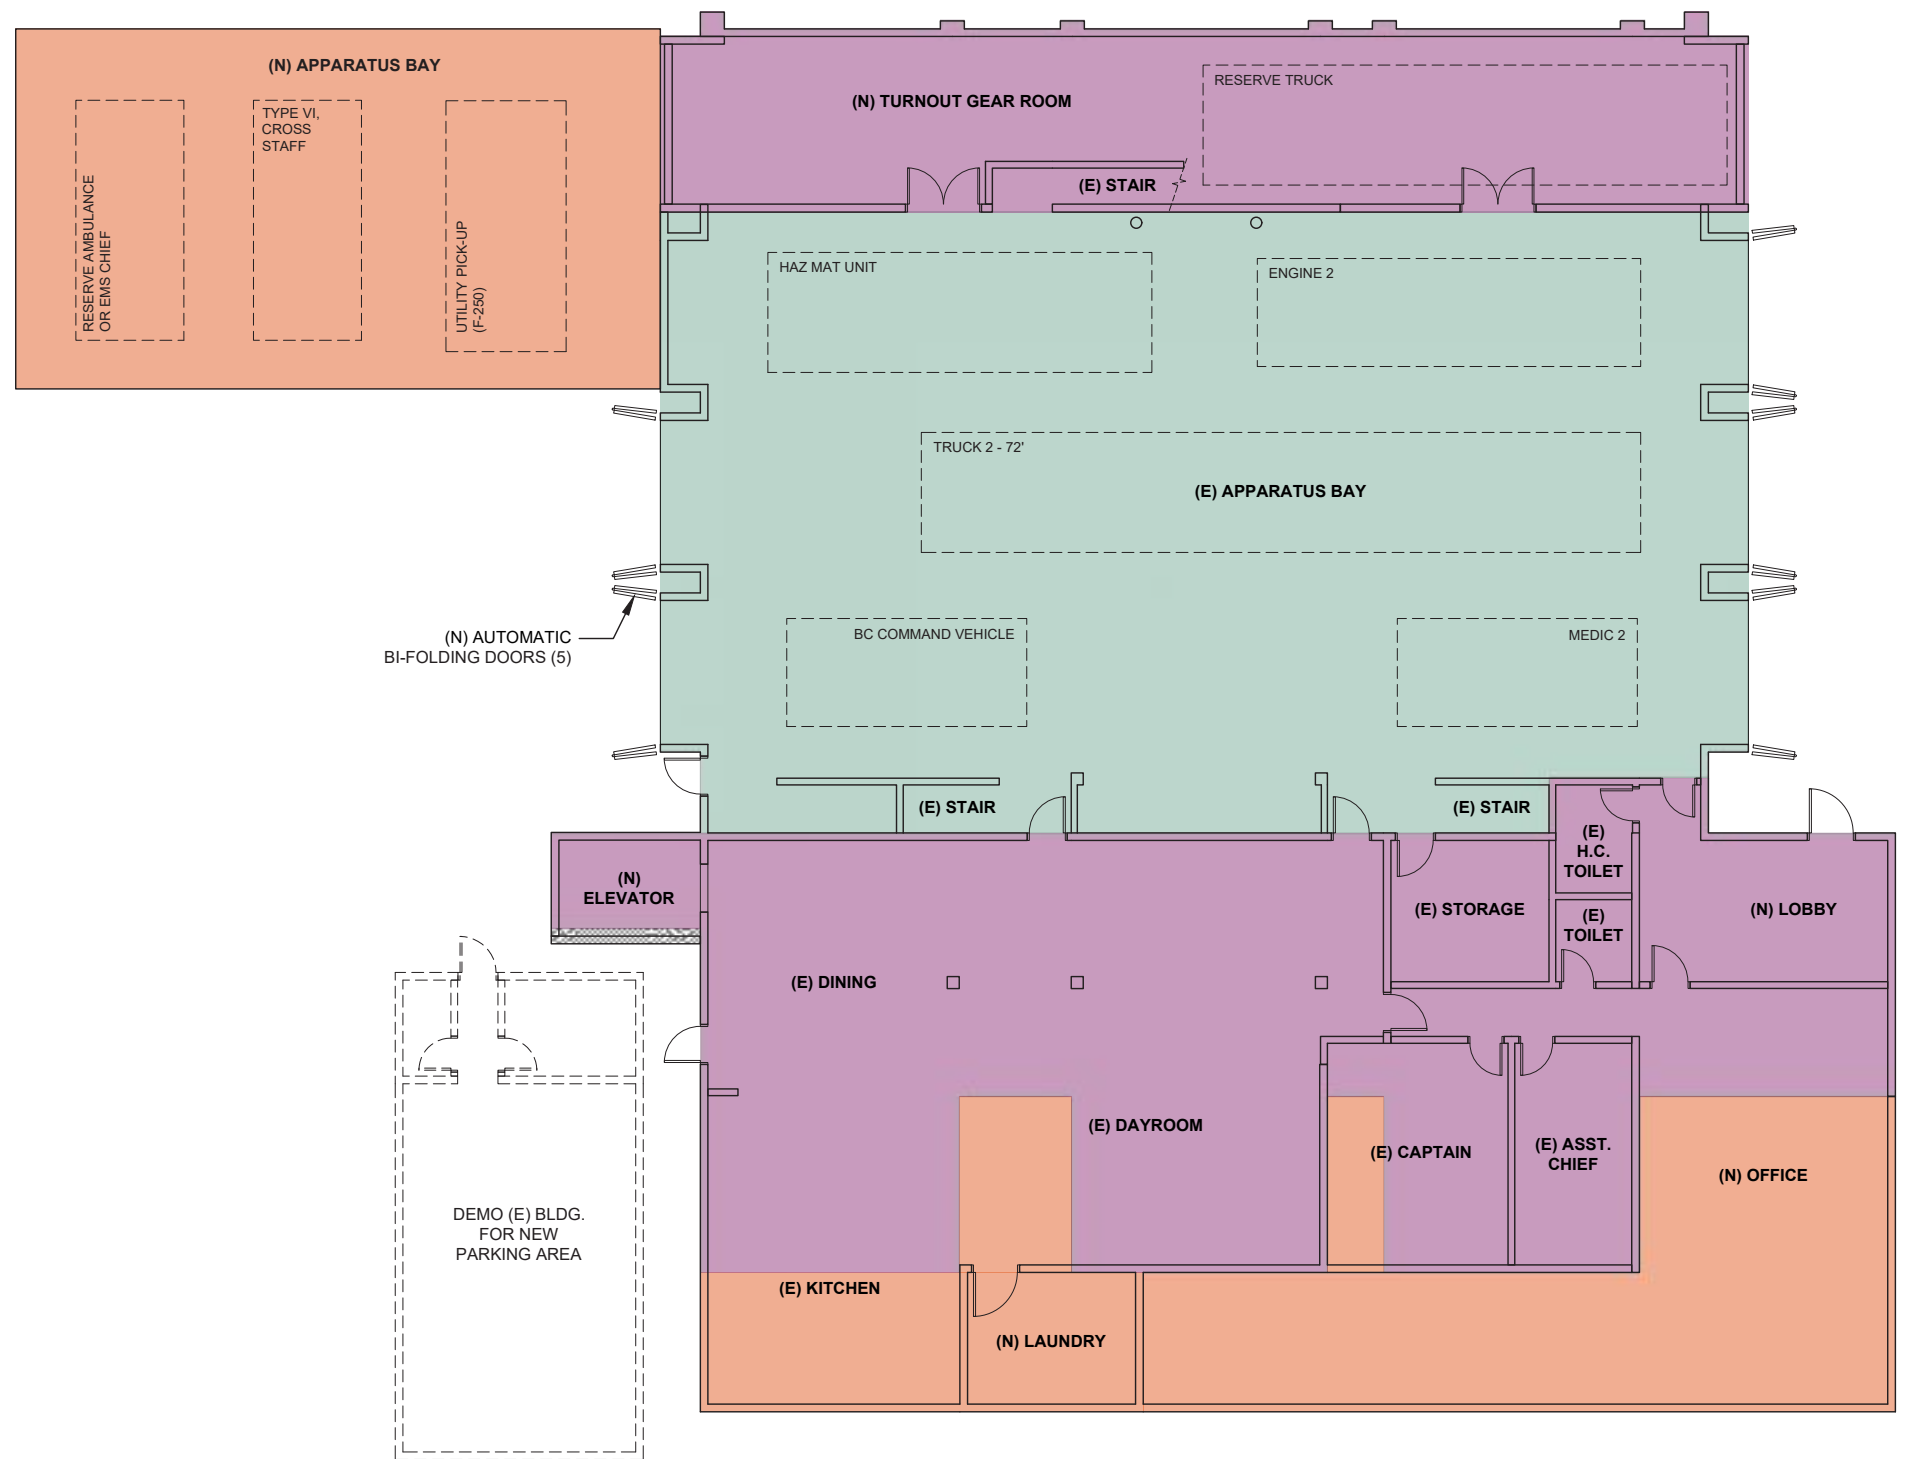 (N) APPARATUS BAY
TYPE VI,
CROSS
STAFF
RESERVE AMBULANCE
OR EMS CHIEF
UTILITY PICK-UP
(F-250)
(N) TURNOUT GEAR ROOM
RESERVE TRUCK
(E) STAIR
HAZ MAT UNIT
ENGINE 2
TRUCK 2 - 72'
(E) APPARATUS BAY
(N) AUTOMATIC
BI-FOLDING DOORS (5)
BC COMMAND VEHICLE
MEDIC 2
(E) STAIR
(E) STAIR
(E)
H.C.
TOILET
(N)
ELEVATOR
(E) STORAGE
(E)
TOILET
(N) LOBBY
(E) DINING
(E) DAYROOM
(E) CAPTAIN
(E) ASST.
CHIEF
(N) OFFICE
DEMO (E) BLDG.
FOR NEW
PARKING AREA
(E) KITCHEN
(N) LAUNDRY